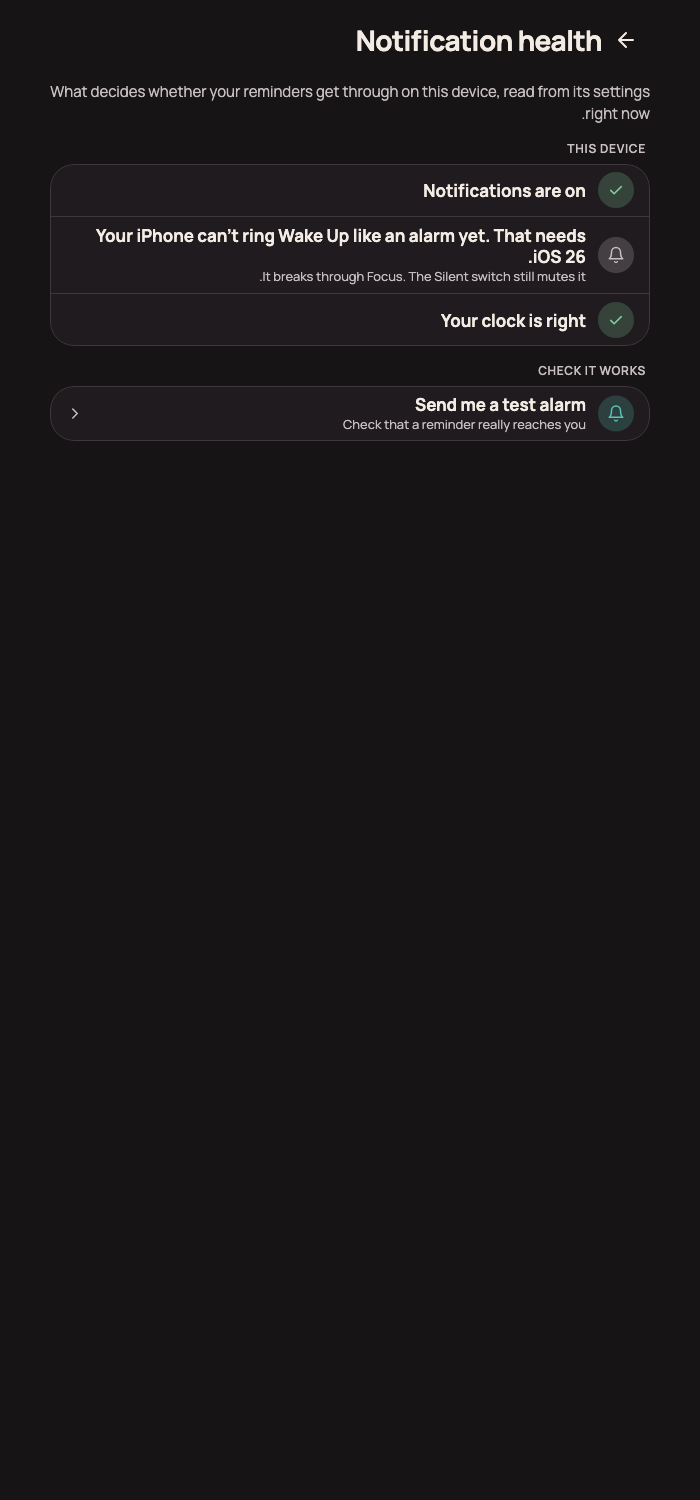 Notification health
What decides whether your reminders get through on this device, read from its settings
.right now
THIS DEVICE
Notifications are on
Your iPhone can't ring Wake Up like an alarm yet. That needs
.iOS 26
.It breaks through Focus. The Silent switch still mutes it
Your clock is right
CHECK IT WORKS
Send me a test alarm
Check that a reminder really reaches you